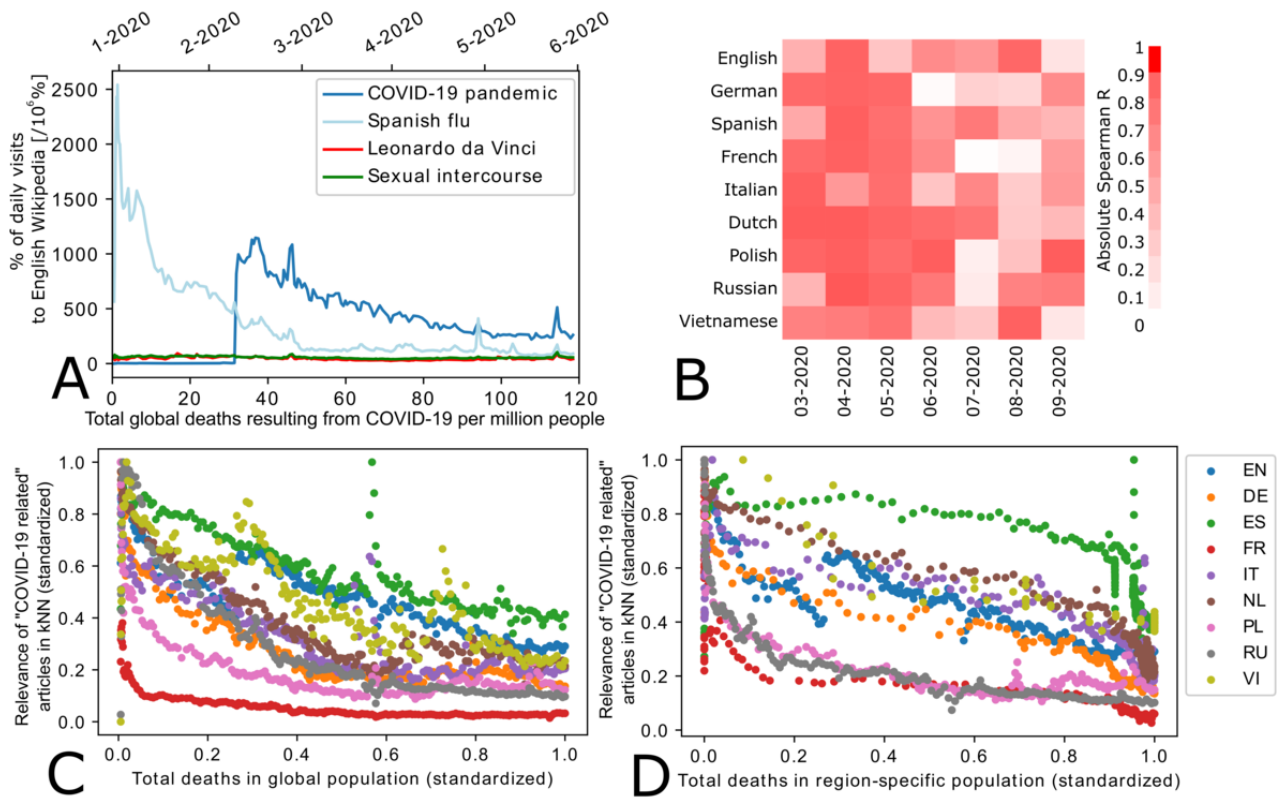 1-2020 2-2020 3-2020 4-2020 5-2020 6-2020
% of daily visits
to English Wikipedia [/10⁶%]
2500
2000
1500
1000
500
0
COVID-19 pandemic
Spanish flu
Leonardo da Vinci
Sexual intercourse
A
0 20 40 60 80 100 120
Total global deaths resulting from COVID-19 per million people
English
German
Spanish
French
Italian
Dutch
Polish
Russian
Vietnamese
B
03-2020 04-2020 05-2020 06-2020 07-2020 08-2020 09-2020
Absolute Spearman R
1
0.9
0.8
0.7
0.6
0.5
0.4
0.3
0.2
0.1
0
Relevance of "COVID-19 related"
articles in kNN (standardized)
1.0
0.8
0.6
0.4
0.2
0.0
C
0.0 0.2 0.4 0.6 0.8 1.0
Total deaths in global population (standardized)
Relevance of "COVID-19 related"
articles in kNN (standardized)
1.0
0.8
0.6
0.4
0.2
0.0
D
0.0 0.2 0.4 0.6 0.8 1.0
Total deaths in region-specific population (standardized)
EN
DE
ES
FR
IT
NL
PL
RU
VI